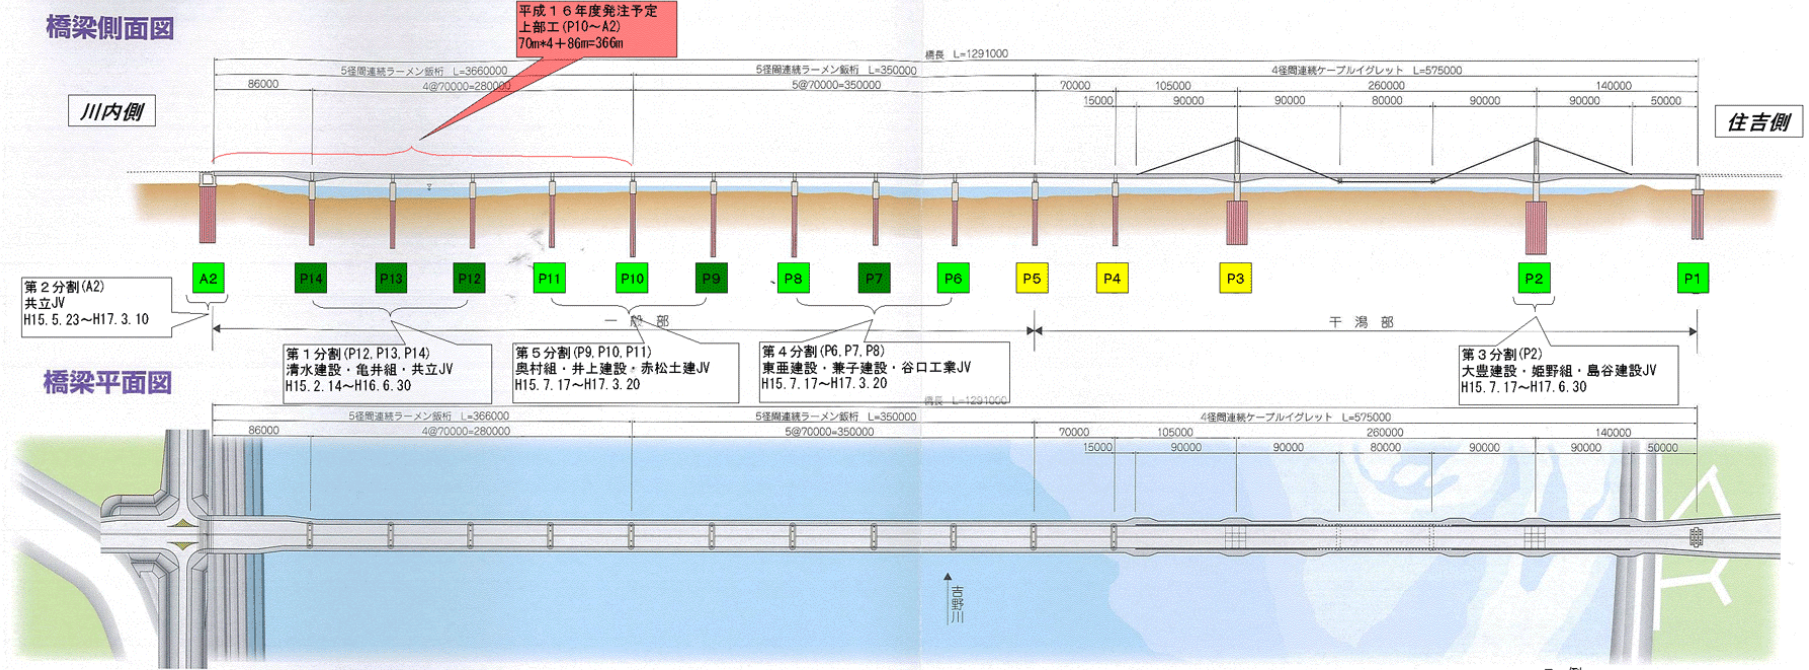 橋梁側面図
平成16年度発注予定
上部工(P10～A2)
70m*4＋86m=366m
橋長 L=1291000
5径間連続ラーメン鈑桁 L=3660000
5径間連続ラーメン鈑桁 L=350000
4径間連続ケーブルイグレット L=575000
86000
4@70000=280000
5@70000=350000
70000
105000
260000
140000
15000
90000
90000
80000
90000
90000
50000
川内側
住吉側
A2
P14
P13
P12
P11
P10
P9
P8
P7
P6
P5
P4
P3
P2
P1
第2分割(A2)
共立JV
H15.5.23～H17.3.10
一般部
干潟部
第1分割(P12,P13,P14)
清水建設・亀井組・共立JV
H15.2.14～H16.6.30
第5分割(P9,P10,P11)
奥村組・井上建設・赤松土建JV
H15.7.17～H17.3.20
第4分割(P6,P7,P8)
東亜建設・兼子建設・谷口工業JV
H15.7.17～H17.3.20
第3分割(P2)
大豊建設・姫野組・島谷建設JV
H15.7.17～H17.6.30
橋梁平面図
橋長 L=1291000
5径間連続ラーメン鈑桁 L=366000
5径間連続ラーメン鈑桁 L=350000
4径間連続ケーブルイグレット L=575000
86000
4@70000=280000
5@70000=350000
70000
105000
260000
140000
15000
90000
90000
80000
90000
90000
50000
吉野川